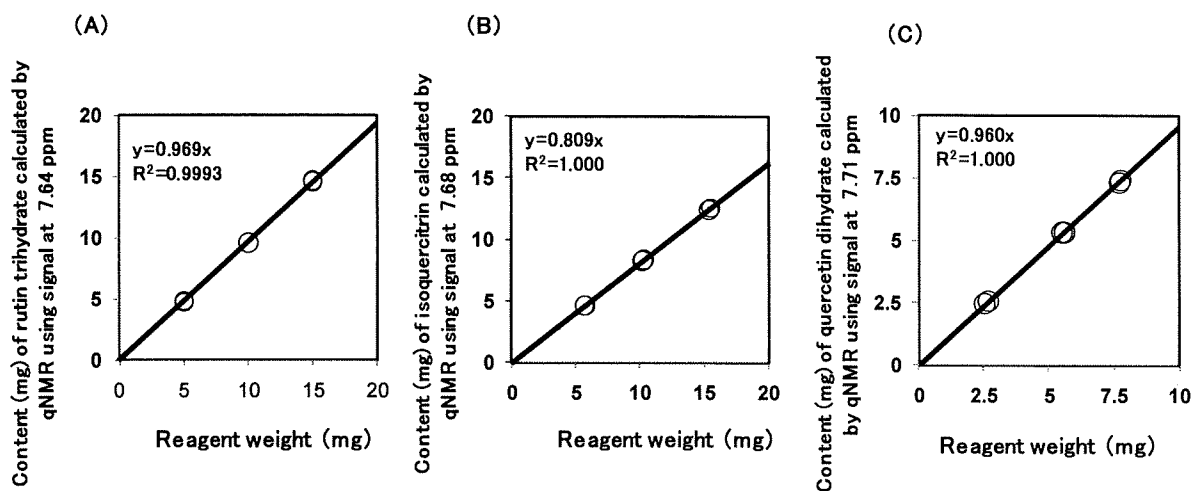 (A)
Content (mg) of rutin trihydrate calculated by
qNMR using signal at 7.64 ppm
20
15
10
5
0
y=0.969x
R²=0.9993
0 5 10 15 20
Reagent weight (mg)
(B)
Content (mg) of isoquercitrin calculated by
qNMR using signal at 7.68 ppm
20
15
10
5
0
y=0.809x
R²=1.000
0 5 10 15 20
Reagent weight (mg)
(C)
Content (mg) of quercetin dihydrate calculated
by qNMR using signal at 7.71 ppm
10
7.5
5
2.5
0
y=0.960x
R²=1.000
0 2.5 5 7.5 10
Reagent weight (mg)